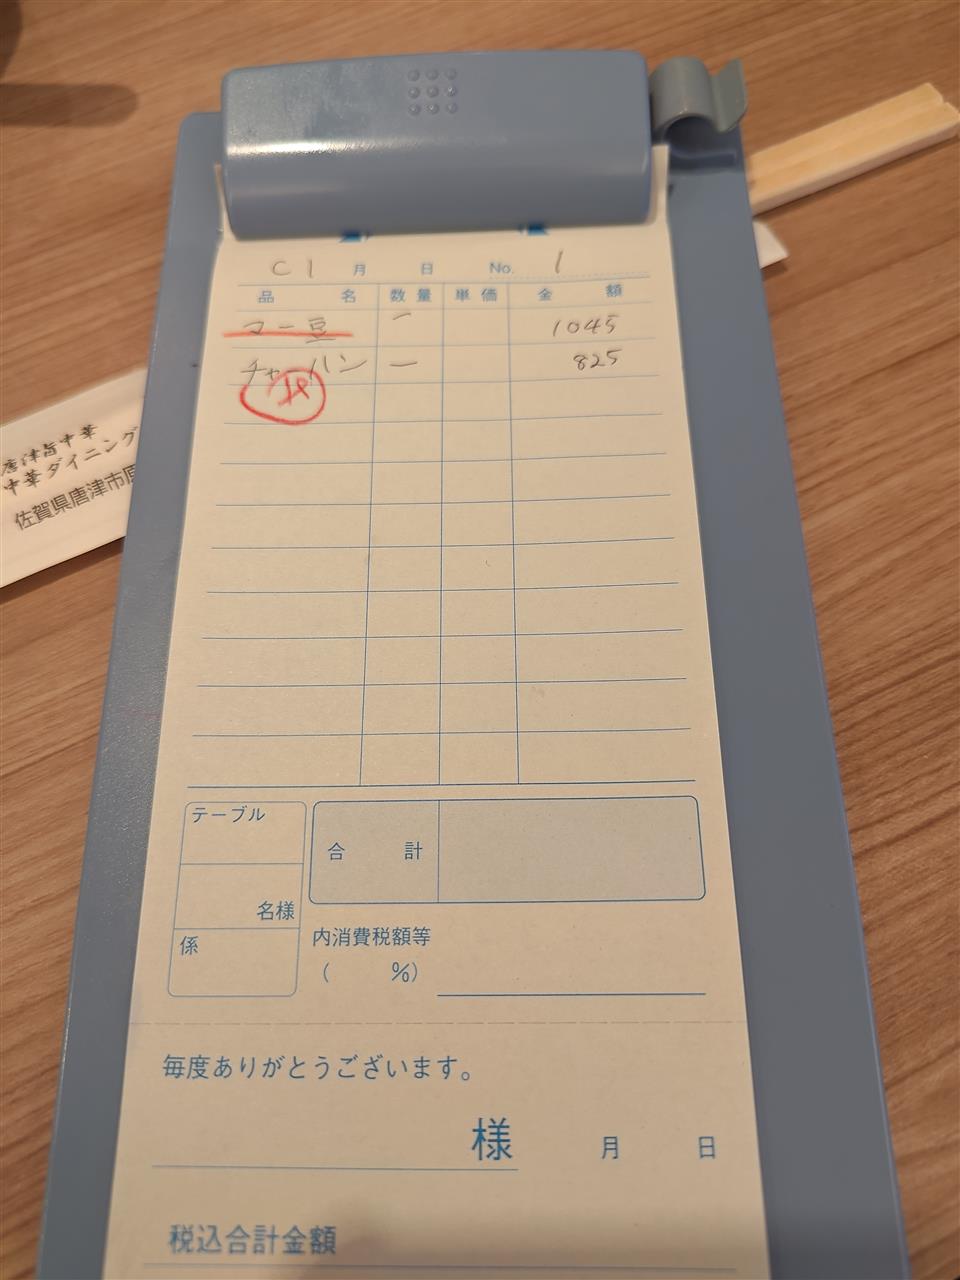 C1 月 日 No. 1
品 名 数量 単価 金 額
マー豆 一 1045
チャーハン 一 825
唐津旨中華
中華ダイニング
佐賀県唐津市原
テーブル
名様
係
合 計
内消費税額等
( %)
毎度ありがとうございます。
様 月 日
税込合計金額